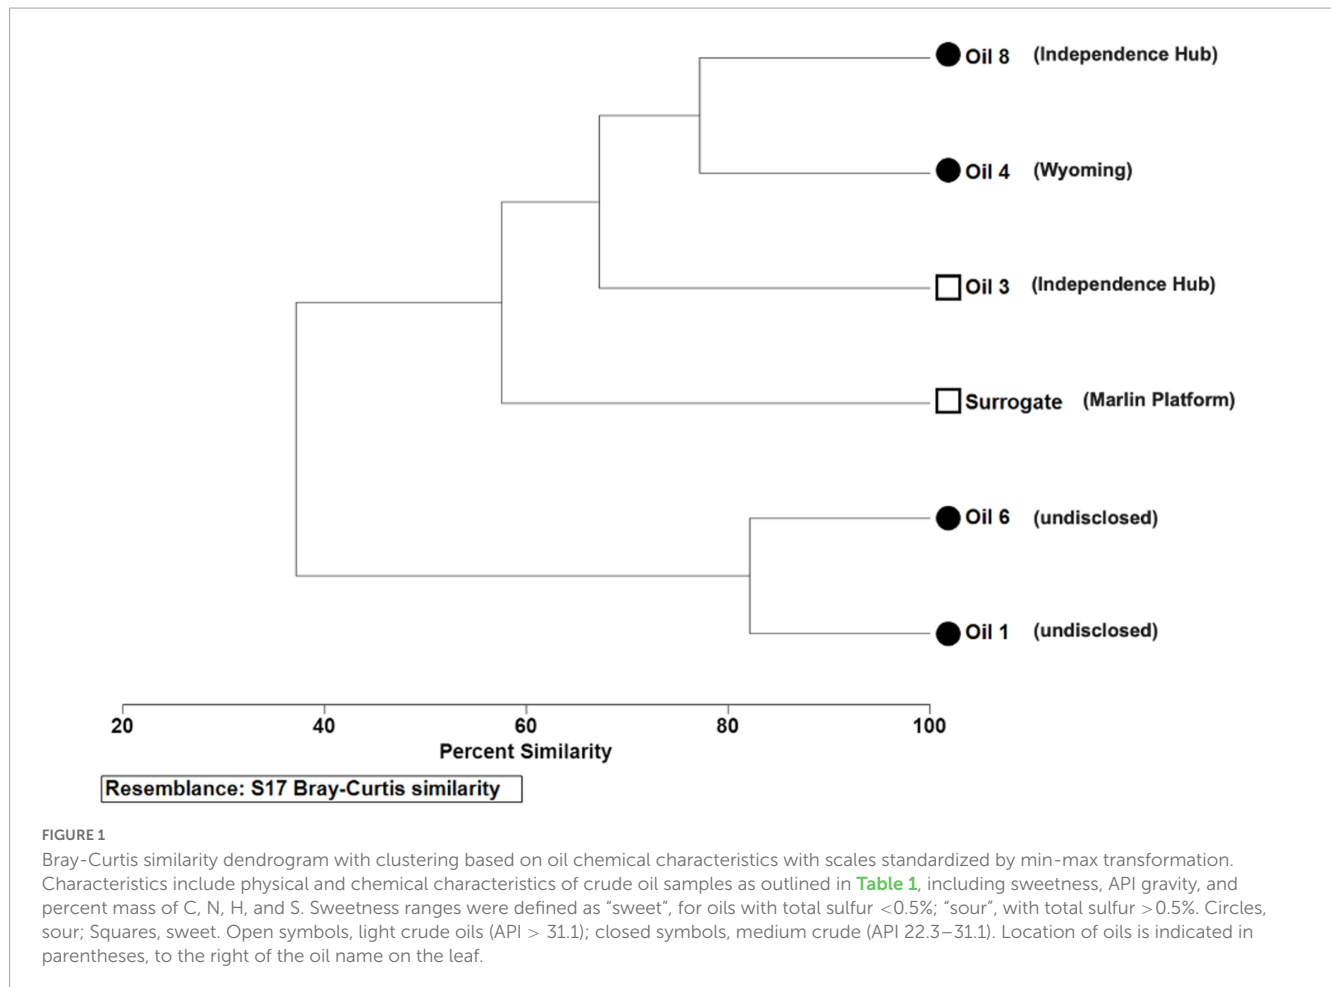 Oil 8 (Independence Hub)
Oil 4 (Wyoming)
Oil 3 (Independence Hub)
Surrogate (Marlin Platform)
Oil 6 (undisclosed)
Oil 1 (undisclosed)
20 40 60 80 100
Percent Similarity
Resemblance: S17 Bray-Curtis similarity
FIGURE 1
Bray-Curtis similarity dendrogram with clustering based on oil chemical characteristics with scales standardized by min-max transformation.
Characteristics include physical and chemical characteristics of crude oil samples as outlined in Table 1, including sweetness, API gravity, and
percent mass of C, N, H, and S. Sweetness ranges were defined as “sweet”, for oils with total sulfur <0.5%; “sour”, with total sulfur >0.5%. Circles,
sour; Squares, sweet. Open symbols, light crude oils (API > 31.1); closed symbols, medium crude (API 22.3–31.1). Location of oils is indicated in
parentheses, to the right of the oil name on the leaf.